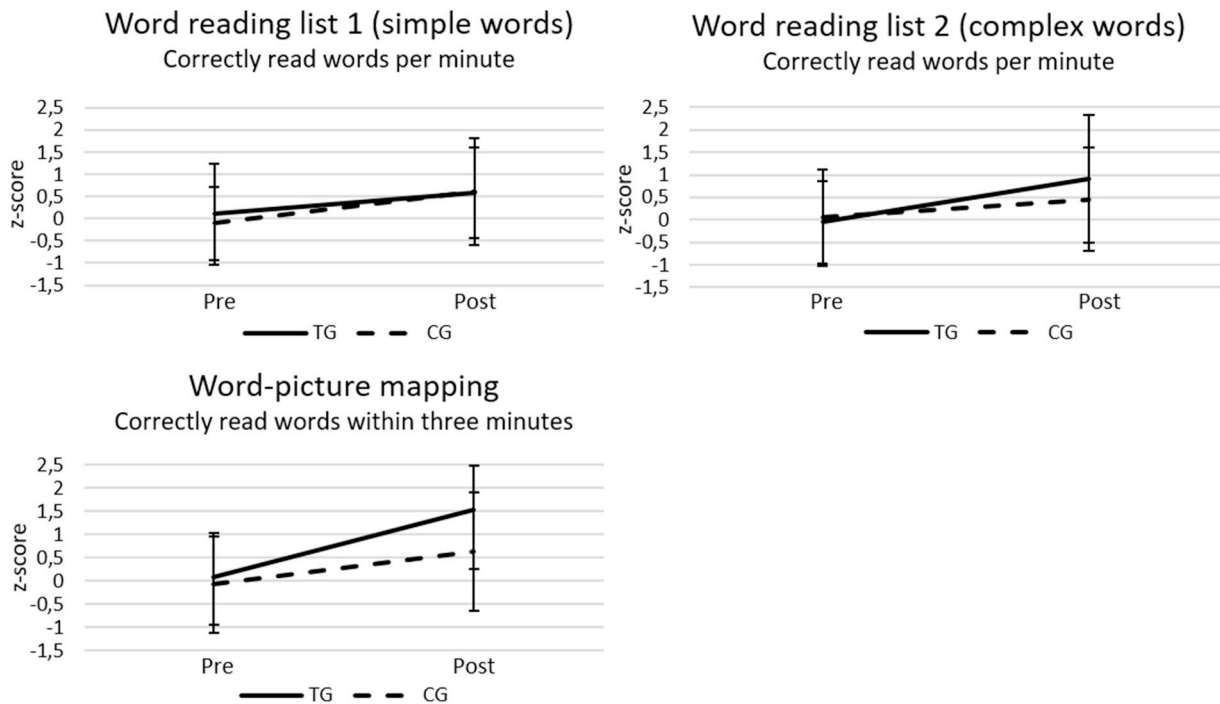 Word reading list 1 (simple words)
Correctly read words per minute
2,5
2
1,5
1
0,5
0
-0,5
-1
-1,5
z-score
Pre Post
TG CG
Word reading list 2 (complex words)
Correctly read words per minute
2,5
2
1,5
1
0,5
0
-0,5
-1
-1,5
z-score
Pre Post
TG CG
Word-picture mapping
Correctly read words within three minutes
2,5
2
1,5
1
0,5
0
-0,5
-1
-1,5
z-score
Pre Post
TG CG